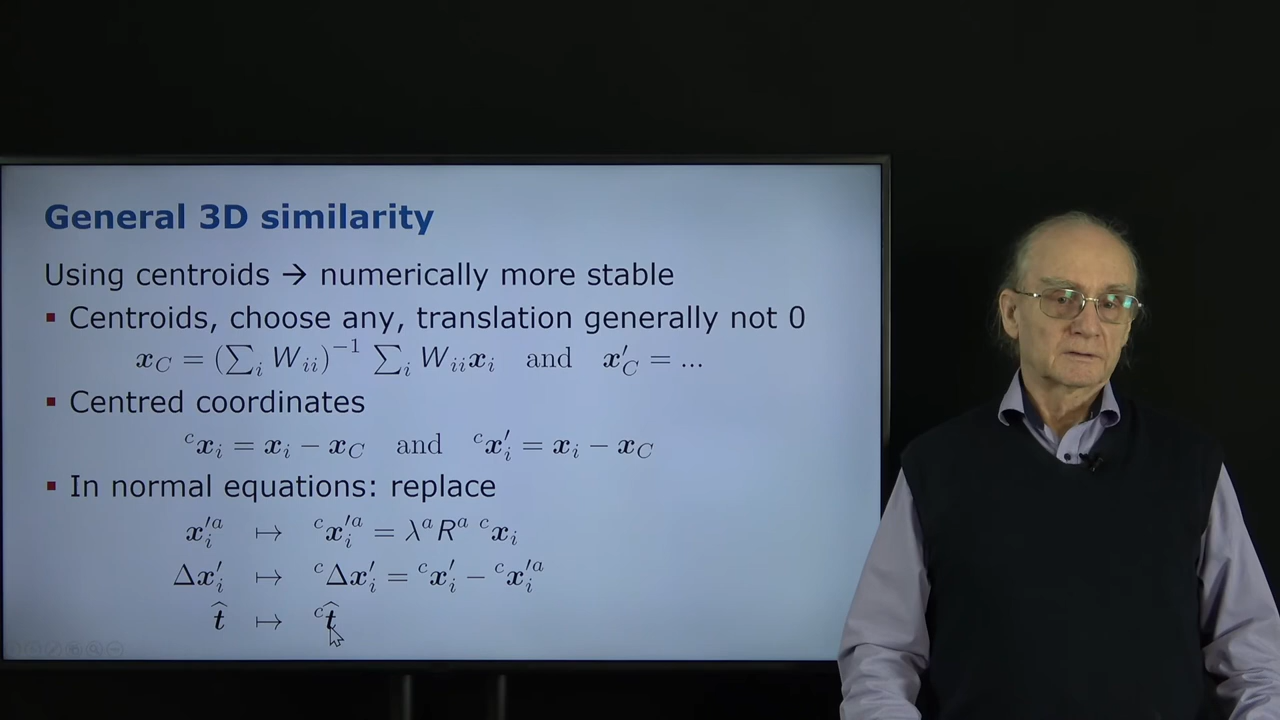 General 3D similarity
Using centroids → numerically more stable
▪ Centroids, choose any, translation generally not 0
x_C = (∑_i W_ii)^−1 ∑_i W_ii x_i and x′_C = ...
▪ Centred coordinates
^c x_i = x_i − x_C and ^c x′_i = x_i − x_C
▪ In normal equations: replace
x′^a_i ↦ ^c x′^a_i = λ^a R^a ^c x_i
Δx′_i ↦ ^c Δx′_i = ^c x′_i − ^c x′^a_i
t̂ ↦ ^c t̂